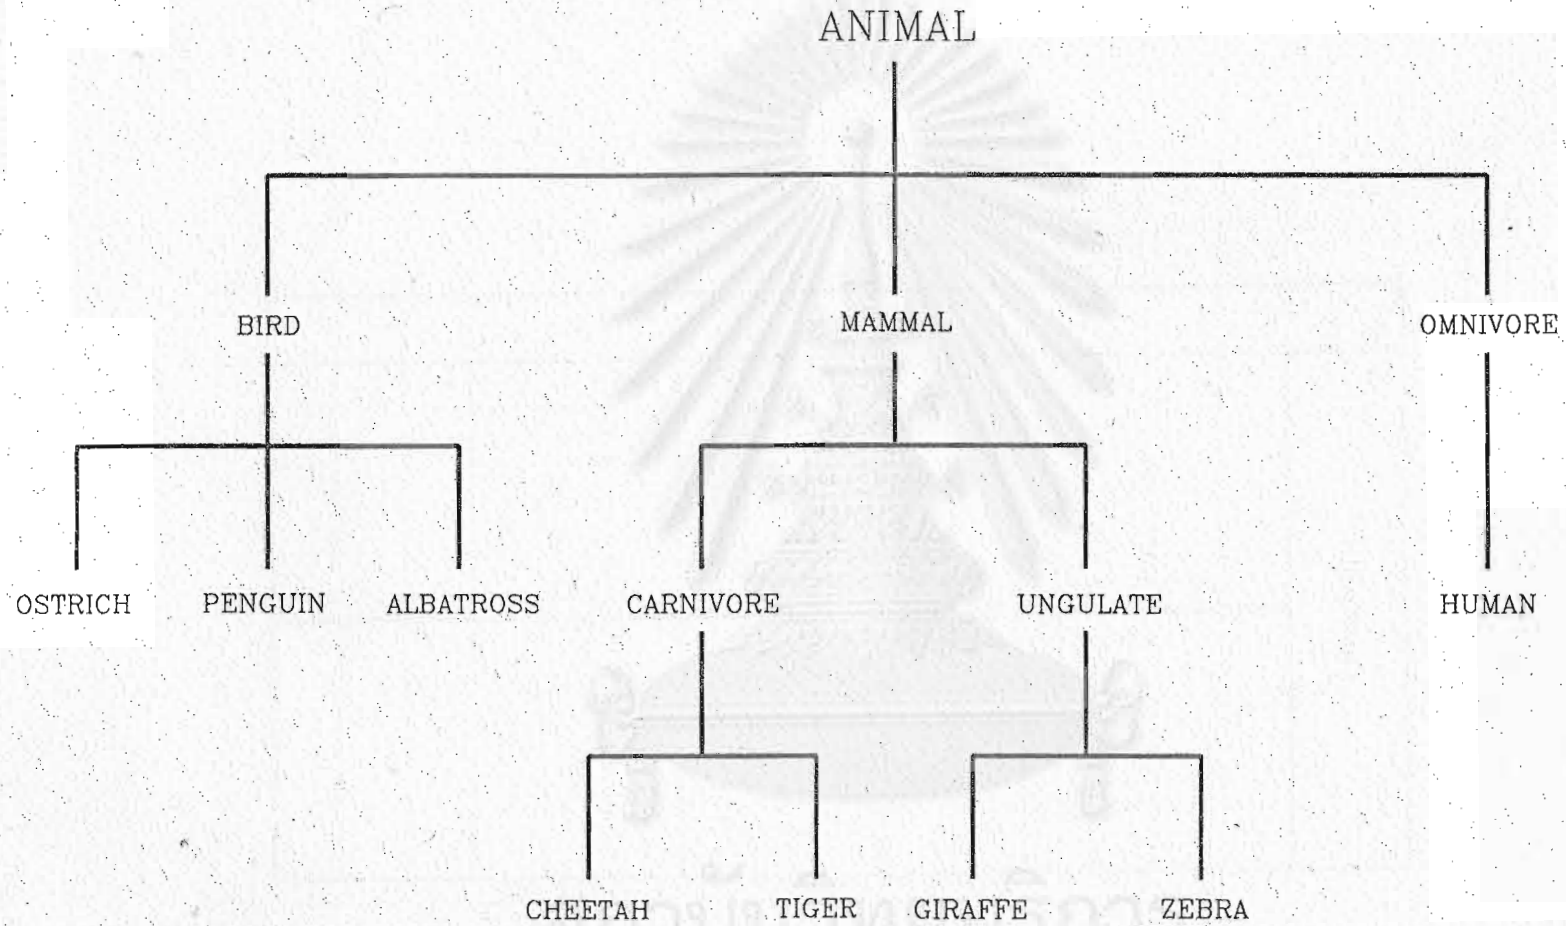 ANIMAL
BIRD MAMMAL OMNIVORE
OSTRICH PENGUIN ALBATROSS CARNIVORE UNGULATE HUMAN
CHEETAH TIGER GIRAFFE ZEBRA